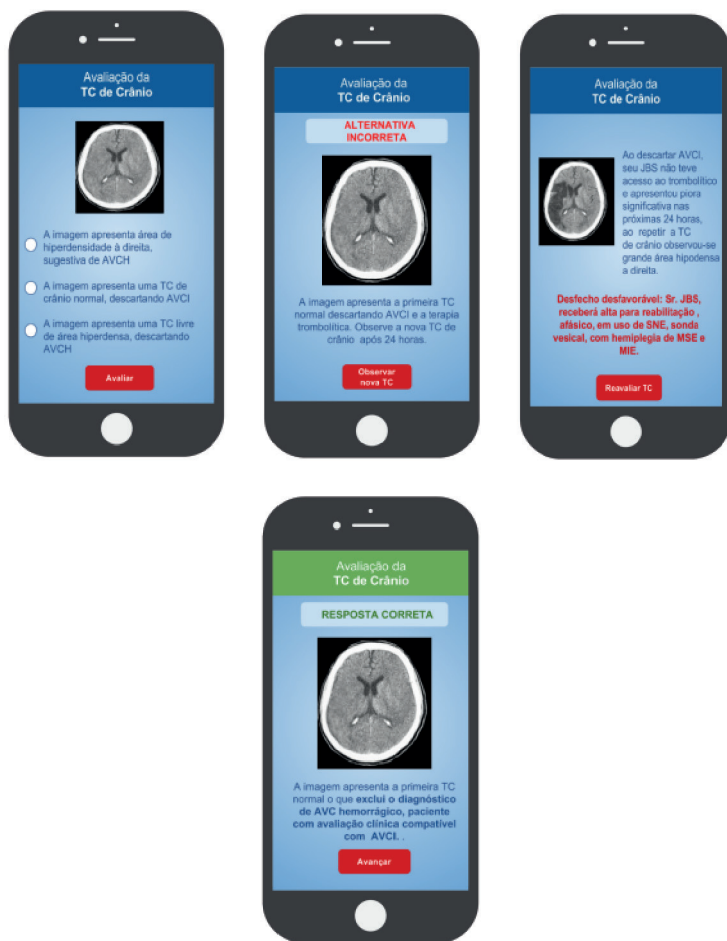 Avaliação da
TC de Crânio
A imagem apresenta área de
hiperdensidade à direita,
sugestiva de AVCH
A imagem apresenta uma TC de
crânio normal, descartando AVCI
A imagem apresenta uma TC livre
de área hiperdensa, descartando
AVCH
Avaliar
Avaliação da
TC de Crânio
ALTERNATIVA
INCORRETA
A imagem apresenta a primeira TC
normal descartando AVCI e a terapia
trombolítica. Observe a nova TC de
crânio após 24 horas.
Observar
nova TC
Avaliação da
TC de Crânio
Ao descartar AVCI,
seu JBS não teve
acesso ao trombolítico
e apresentou piora
significativa nas
próximas 24 horas,
ao repetir a TC
de crânio observou-se
grande área hipodensa
a direita.
Desfecho desfavorável: Sr. JBS,
receberá alta para reabilitação ,
afásico, em uso de SNE, sonda
vesical, com hemiplegia de MSE e
MIE.
Reavaliar TC
Avaliação da
TC de Crânio
RESPOSTA CORRETA
A imagem apresenta a primeira TC
normal o que exclui o diagnóstico
de AVC hemorrágico, paciente
com avaliação clínica compatível
com AVCI. .
Avançar